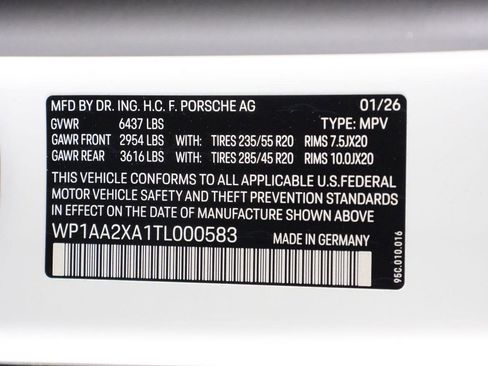 MFD BY DR. ING. H.C. F. PORSCHE AG 01/26
GVWR 6437 LBS TYPE: MPV
GAWR FRONT 2954 LBS WITH: TIRES 235/55 R20 RIMS 7.5JX20
GAWR REAR 3616 LBS WITH: TIRES 285/45 R20 RIMS 10.0JX20
THIS VEHICLE CONFORMS TO ALL APPLICABLE U.S.FEDERAL
MOTOR VEHICLE SAFETY AND THEFT PREVENTION STANDARDS
IN EFFECT ON THE DATE OF MANUFACTURE SHOWN ABOVE
WP1AA2XA1TL000583 MADE IN GERMANY
95C.010.016